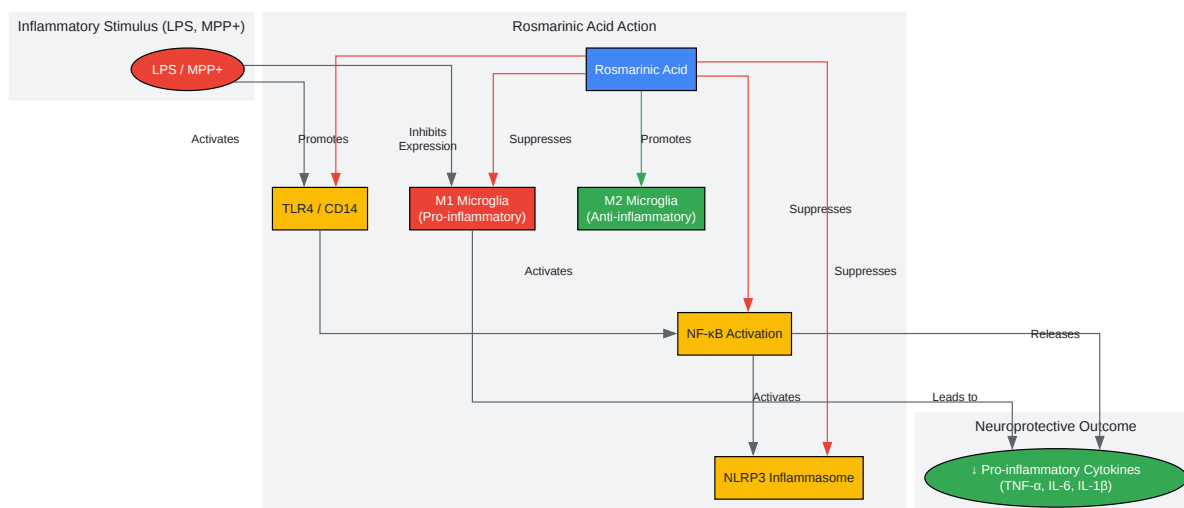 Inflammatory Stimulus (LPS, MPP+)
Rosmarinic Acid Action
LPS / MPP+
Rosmarinic Acid
Activates
Promotes
Inhibits
Expression
Suppresses
Promotes
TLR4 / CD14
M1 Microglia
(Pro-inflammatory)
M2 Microglia
(Anti-inflammatory)
Suppresses
Activates
Suppresses
NF-κB Activation
Releases
Activates
Leads to
Neuroprotective Outcome
NLRP3 Inflammasome
↓ Pro-inflammatory Cytokines
(TNF-α, IL-6, IL-1β)